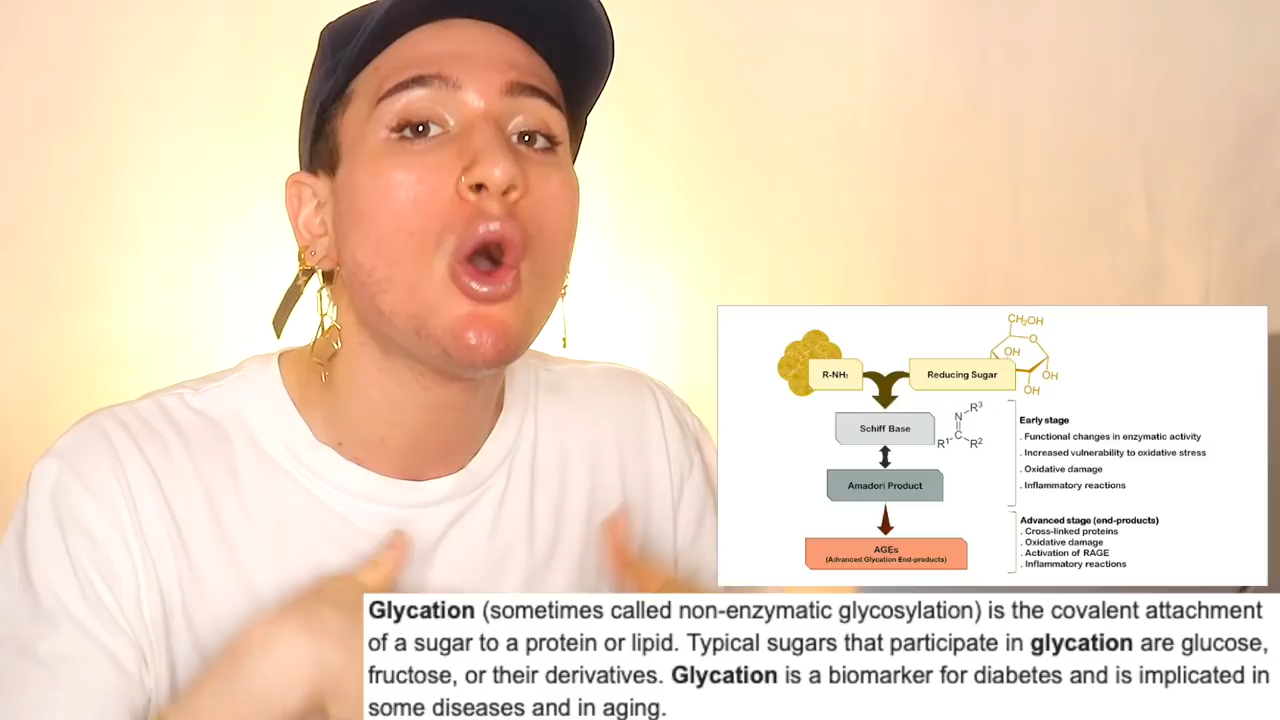 CH₂OH
O
OH
OH
OH
R-NH₂
Reducing Sugar
Schiff Base
N-R³
||
C
R¹ R²
Amadori Product
AGEs
(Advanced Glycation End-products)
Early stage
. Functional changes in enzymatic activity
. Increased vulnerability to oxidative stress
. Oxidative damage
. Inflammatory reactions
Advanced stage (end-products)
. Cross-linked proteins
. Oxidative damage
. Activation of RAGE
. Inflammatory reactions
Glycation (sometimes called non-enzymatic glycosylation) is the covalent attachment
of a sugar to a protein or lipid. Typical sugars that participate in glycation are glucose,
fructose, or their derivatives. Glycation is a biomarker for diabetes and is implicated in
some diseases and in aging.